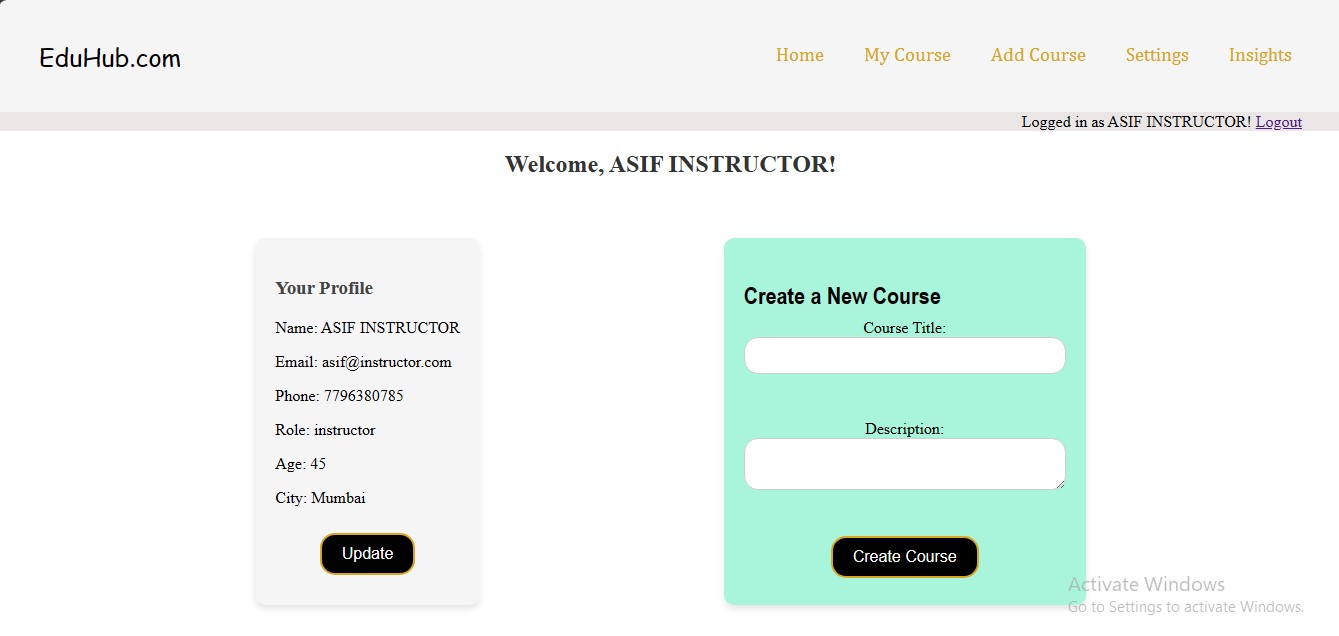 EduHub.com
Home My Course Add Course Settings Insights
Logged in as ASIF INSTRUCTOR! Logout
Welcome, ASIF INSTRUCTOR!
Your Profile
Name: ASIF INSTRUCTOR
Email: asif@instructor.com
Phone: 7796380785
Role: instructor
Age: 45
City: Mumbai
Update
Create a New Course
Course Title:
Description:
Create Course
Activate Windows
Go to Settings to activate Windows.